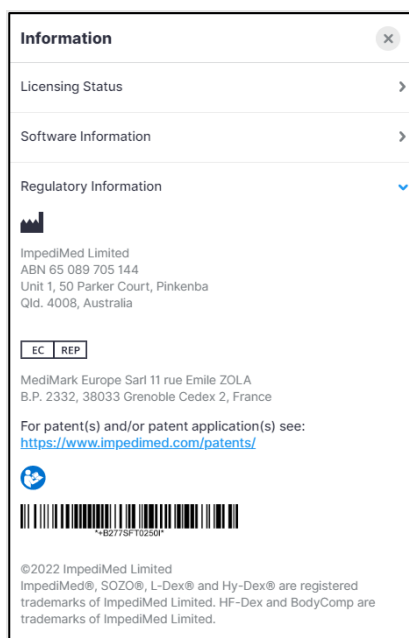 Information
Licensing Status
Software Information
Regulatory Information
ImpediMed Limited
ABN 65 089 705 144
Unit 1, 50 Parker Court, Pinkenba
Qld. 4008, Australia
EC REP
MediMark Europe Sarl 11 rue Emile ZOLA
B.P. 2332, 38033 Grenoble Cedex 2, France
For patent(s) and/or patent application(s) see:
https://www.impedimed.com/patents/
*+B277SFT0250I*
©2022 ImpediMed Limited
ImpediMed®, SOZO®, L-Dex® and Hy-Dex® are registered
trademarks of ImpediMed Limited. HF-Dex and BodyComp are
trademarks of ImpediMed Limited.